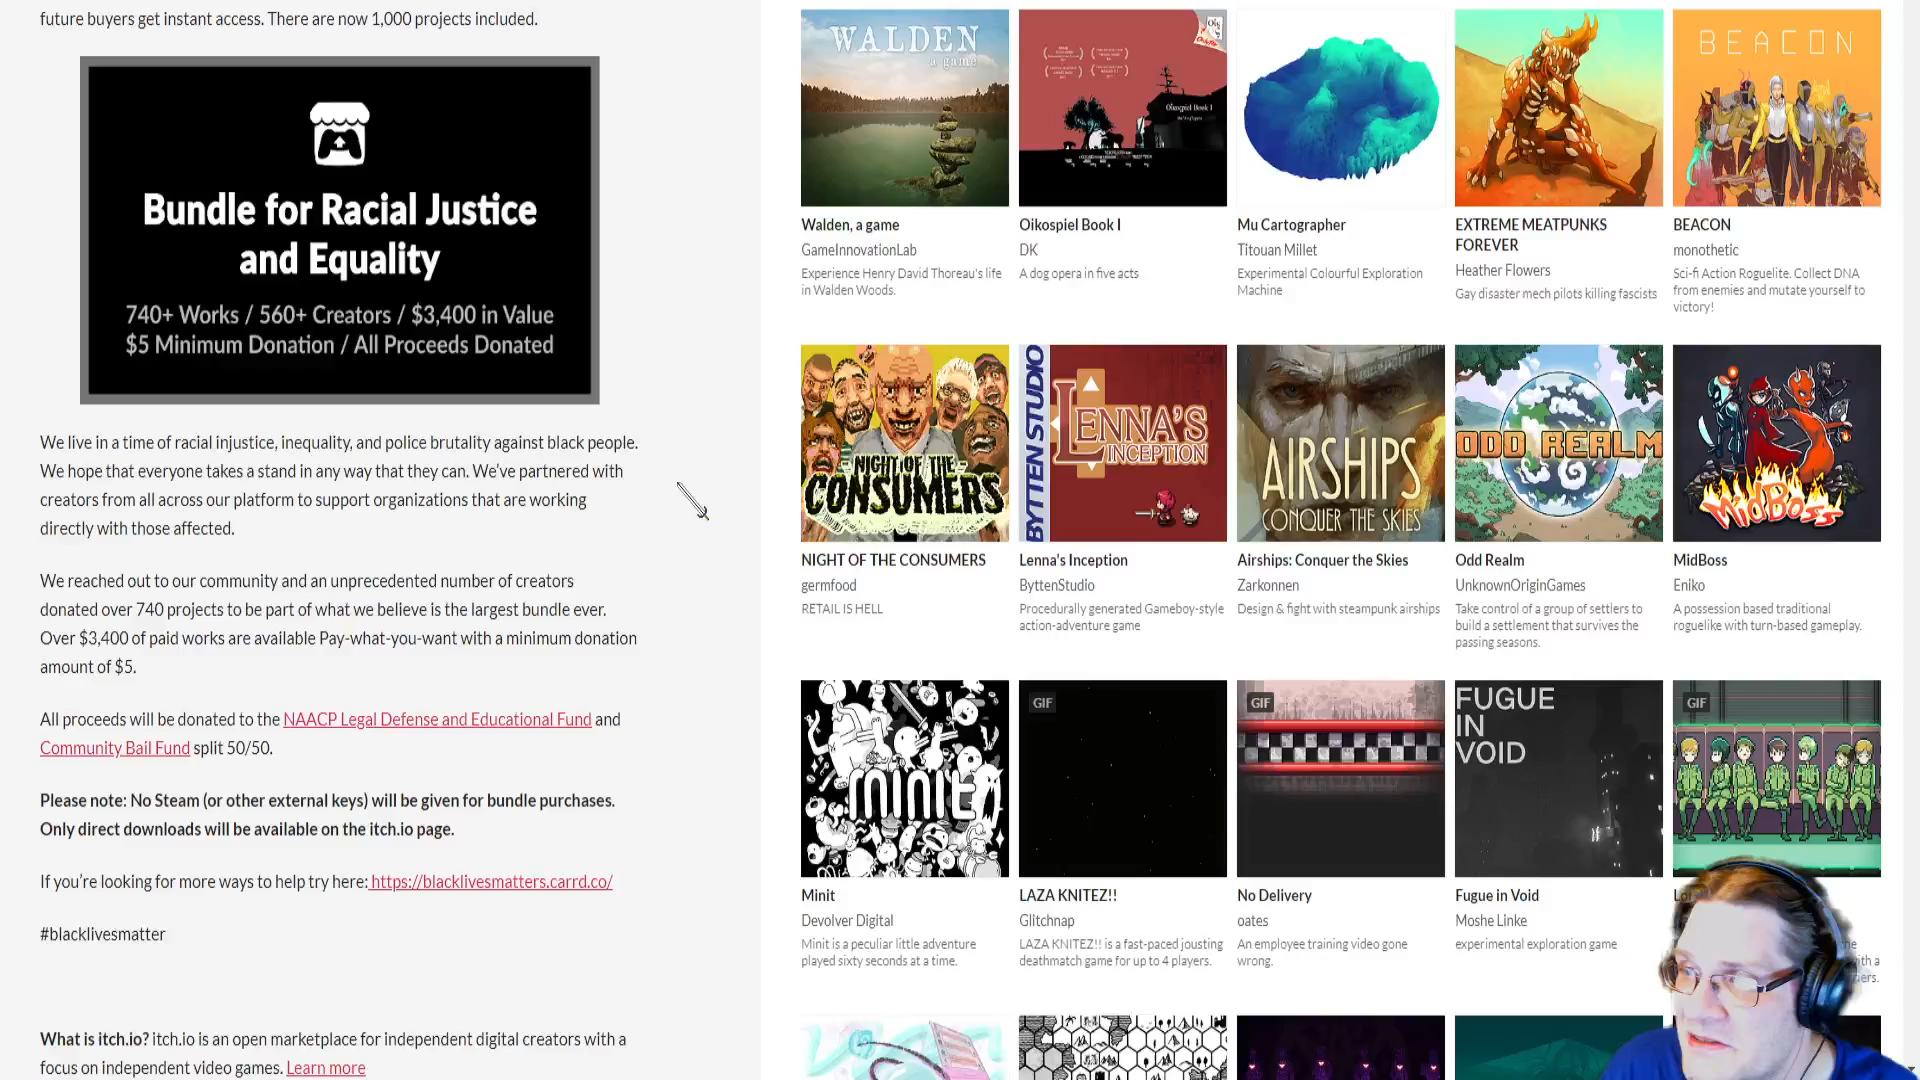 future buyers get instant access. There are now 1,000 projects included.
Bundle for Racial Justice
and Equality
740+ Works / 560+ Creators / $3,400 in Value
$5 Minimum Donation / All Proceeds Donated
We live in a time of racial injustice, inequality, and police brutality against black people.
We hope that everyone takes a stand in any way that they can. We've partnered with
creators from all across our platform to support organizations that are working
directly with those affected.
We reached out to our community and an unprecedented number of creators
donated over 740 projects to be part of what we believe is the largest bundle ever.
Over $3,400 of paid works are available Pay-what-you-want with a minimum donation
amount of $5.
All proceeds will be donated to the NAACP Legal Defense and Educational Fund and
Community Bail Fund split 50/50.
Please note: No Steam (or other external keys) will be given for bundle purchases.
Only direct downloads will be available on the itch.io page.
If you're looking for more ways to help try here: https://blacklivesmatters.carrd.co/
#blacklivesmatter
What is itch.io? itch.io is an open marketplace for independent digital creators with a
focus on independent video games. Learn more
WALDEN
a game
Walden, a game
GameInnovationLab
Experience Henry David Thoreau's life
in Walden Woods.
Oikospiel Book I
Oikospiel Book I
DK
A dog opera in five acts
Mu Cartographer
Titouan Millet
Experimental Colourful Exploration
Machine
EXTREME MEATPUNKS
FOREVER
Heather Flowers
Gay disaster mech pilots killing fascists
BEACON
BEACON
monothetic
Sci-fi Action Roguelite. Collect DNA
from enemies and mutate yourself to
victory!
NIGHT OF THE
CONSUMERS
NIGHT OF THE CONSUMERS
germfood
RETAIL IS HELL
BYTTEN STUDIO
LENNA'S
INCEPTION
Lenna's Inception
ByttenStudio
Procedurally generated Gameboy-style
action-adventure game
AIRSHIPS
CONQUER THE SKIES
Airships: Conquer the Skies
Zarkonnen
Design & fight with steampunk airships
ODD REALM
Odd Realm
UnknownOriginGames
Take control of a group of settlers to
build a settlement that survives the
passing seasons.
MidBoss
MidBoss
Eniko
A possession based traditional
roguelike with turn-based gameplay.
minit
Minit
Devolver Digital
Minit is a peculiar little adventure
played sixty seconds at a time.
GIF
LAZA KNITEZ!!
Glitchnap
LAZA KNITEZ!! is a fast-paced jousting
deathmatch game for up to 4 players.
GIF
No Delivery
oates
An employee training video gone
wrong.
FUGUE
IN
VOID
Fugue in Void
Moshe Linke
experimental exploration game
GIF